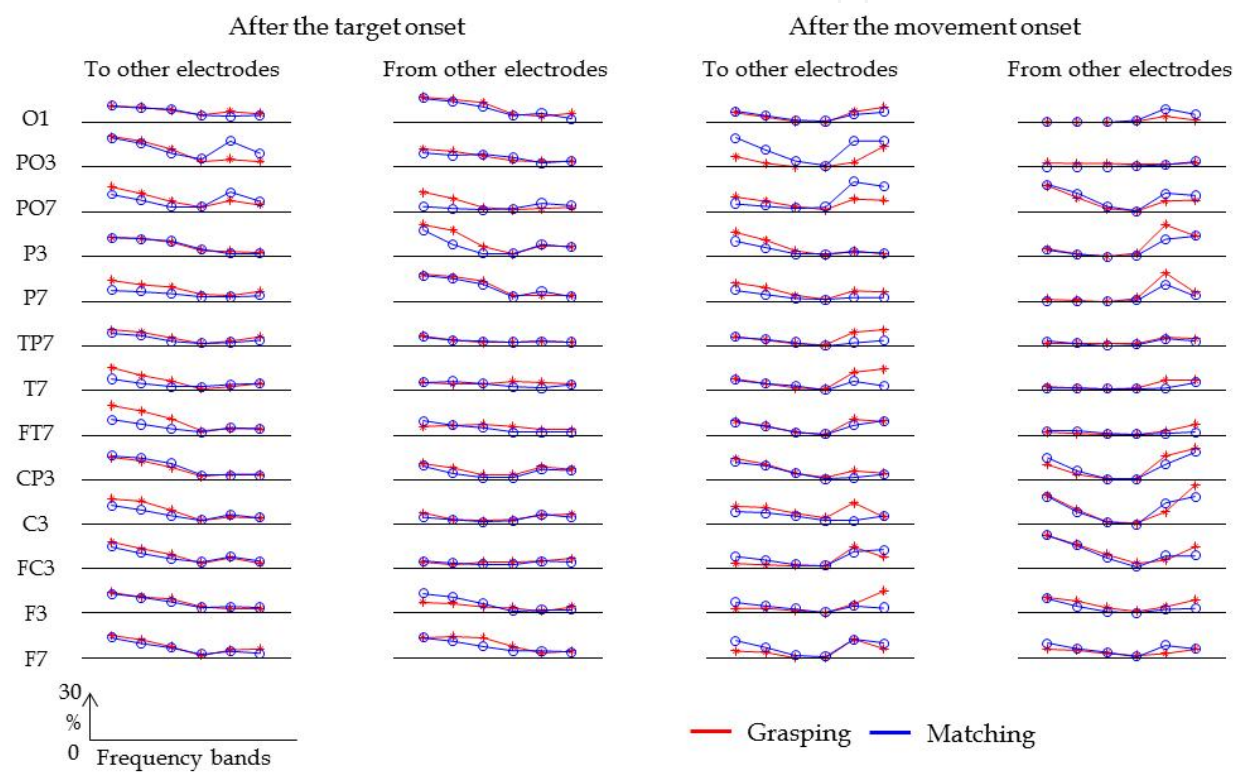 After the target onset After the movement onset
To other electrodes From other electrodes To other electrodes From other electrodes
O1
PO3
PO7
P3
P7
TP7
T7
FT7
CP3
C3
FC3
F3
F7
30
%
0 Frequency bands
Grasping Matching